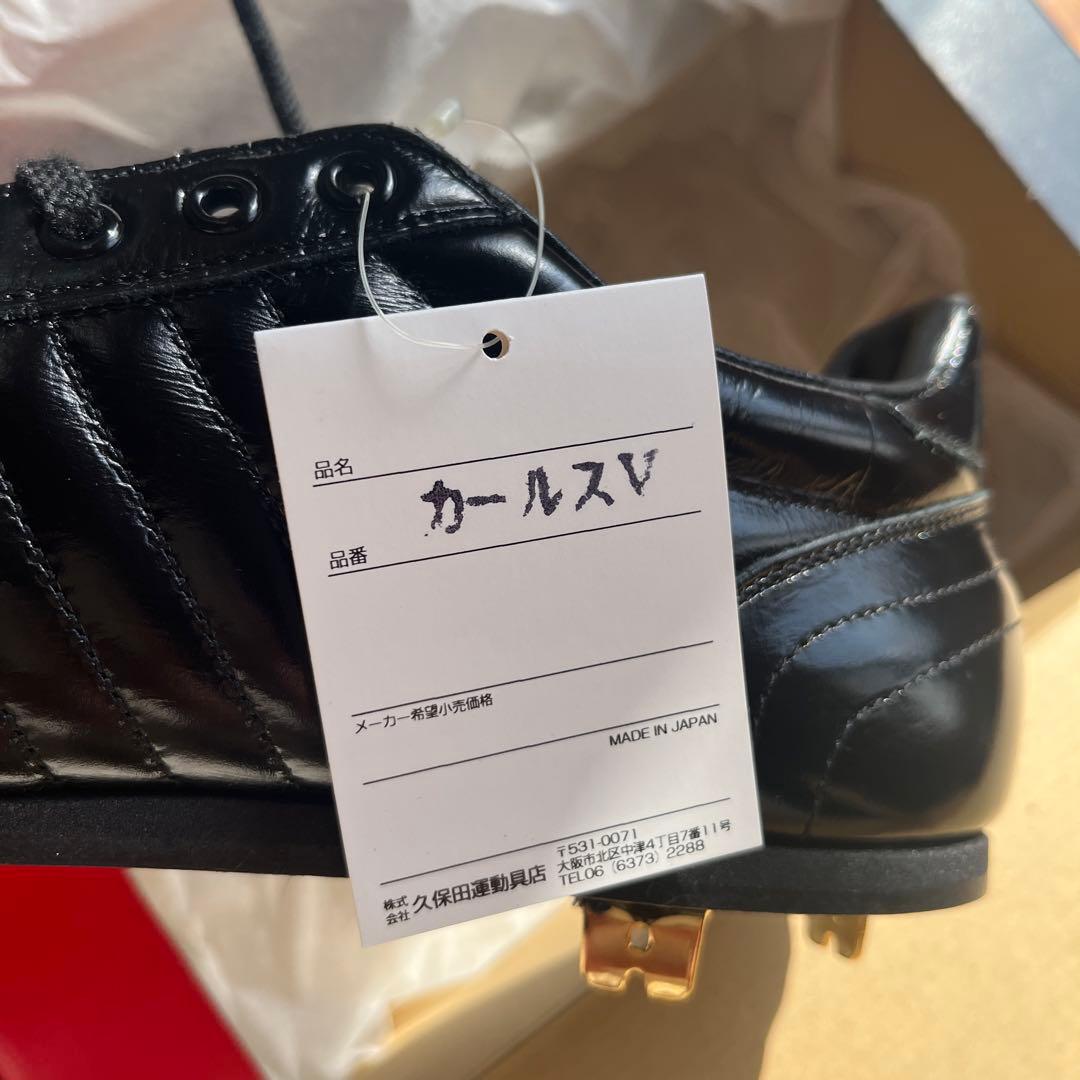 品名
カールスV
品番
メーカー希望小売価格
MADE IN JAPAN
株式会社 久保田運動具店
〒531-0071
大阪市北区中津4丁目7番11号
TEL06 (6373) 2288